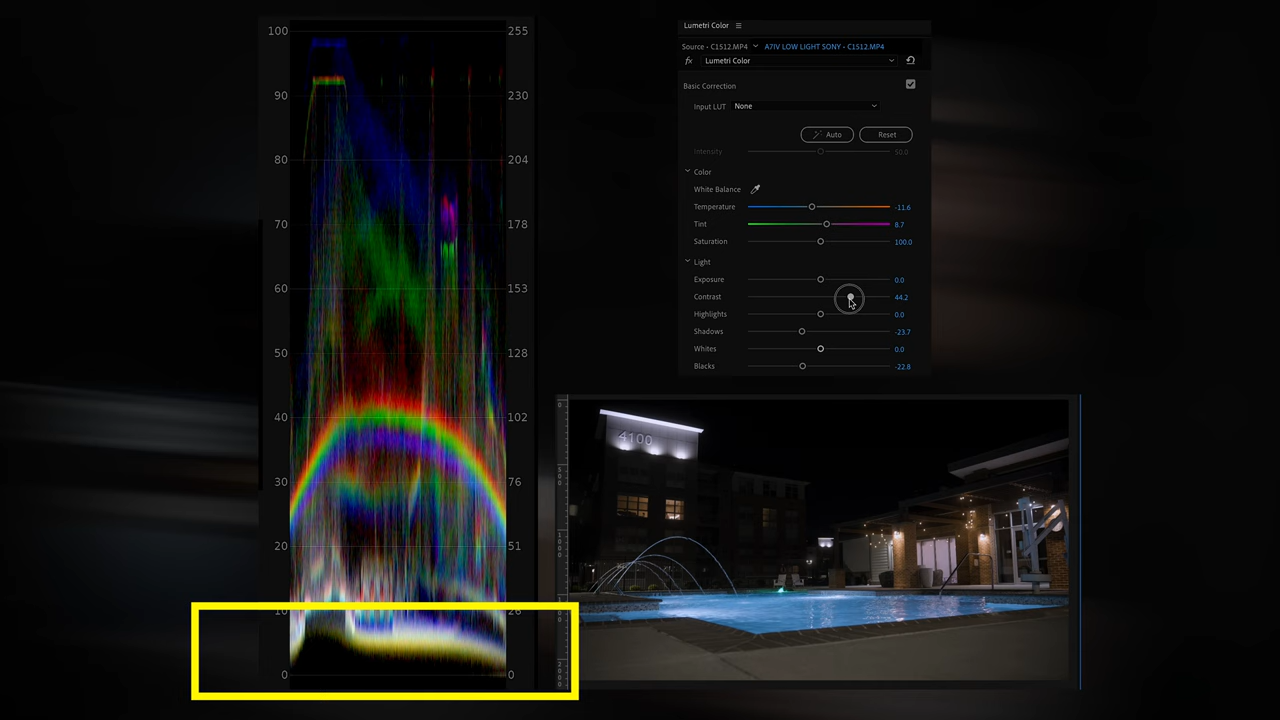 100
255
90
230
80
204
70
178
60
153
50
128
40
102
30
76
20
51
10
26
0
0
Lumetri Color
Source • C1512.MP4
A7IV LOW LIGHT SONY • C1512.MP4
fx
Lumetri Color
Basic Correction
Input LUT
None
Auto
Reset
Intensity
50.0
Color
White Balance
Temperature
-11.6
Tint
8.7
Saturation
100.0
Light
Exposure
0.0
Contrast
44.2
Highlights
0.0
Shadows
-23.7
Whites
0.0
Blacks
-22.8
4100